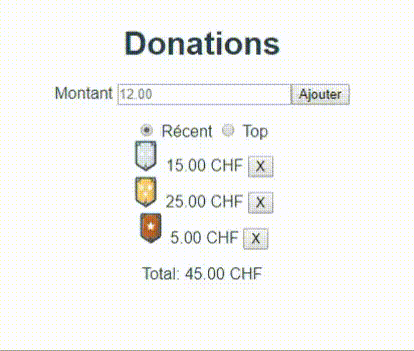 Donations
Montant 12.00 Ajouter
Récent Top
15.00 CHF X
25.00 CHF X
5.00 CHF X
Total: 45.00 CHF